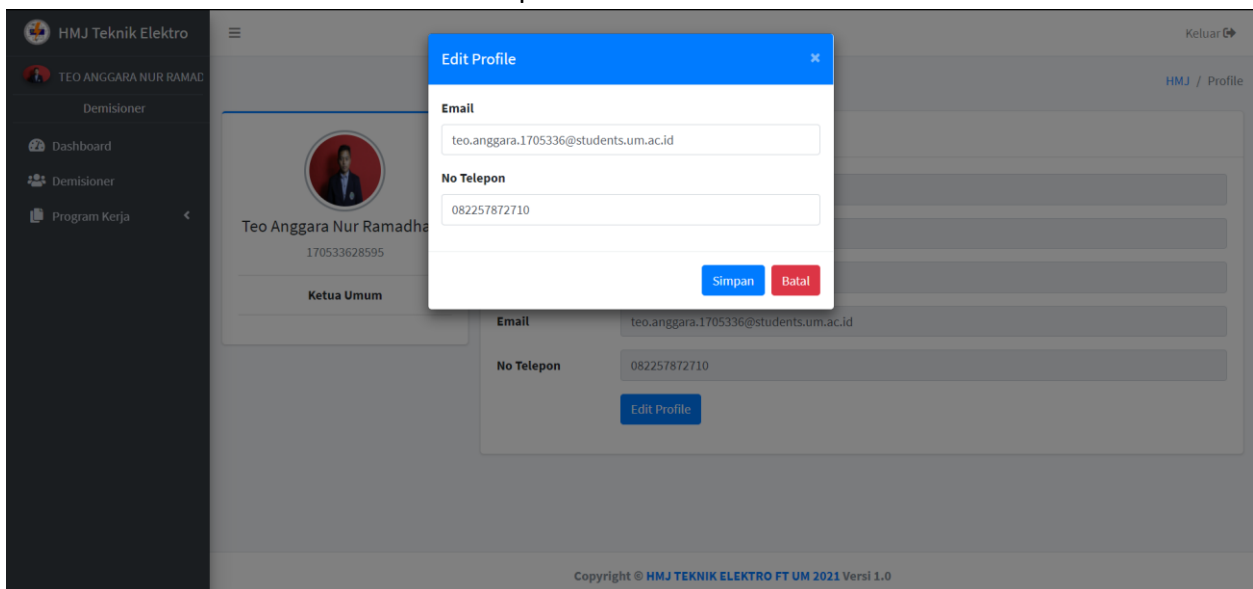 HMJ Teknik Elektro
Keluar
TEO ANGGARA NUR RAMAD
Demisioner
HMJ / Profile
Dashboard
Demisioner
Program Kerja
Teo Anggara Nur Ramadha
170533628595
Ketua Umum
Edit Profile
×
Email
teo.anggara.1705336@students.um.ac.id
No Telepon
082257872710
Simpan Batal
Email teo.anggara.1705336@students.um.ac.id
No Telepon 082257872710
Edit Profile
Copyright © HMJ TEKNIK ELEKTRO FT UM 2021 Versi 1.0